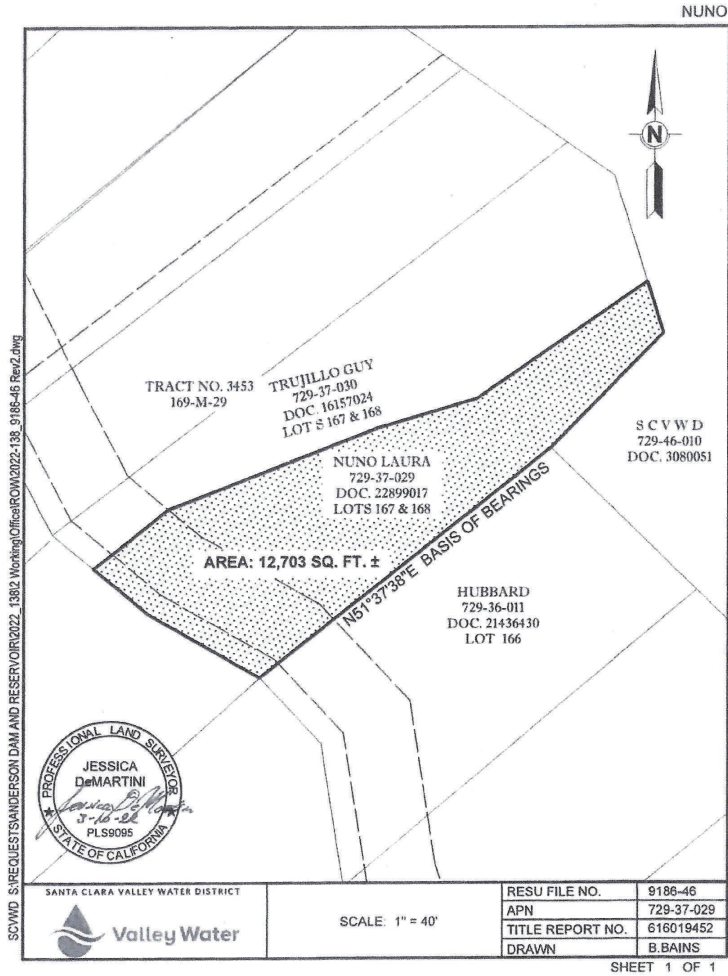 NUNO
N
TRACT NO. 3453
169-M-29
TRUJILLO GUY
729-37-030
DOC. 16157024
LOT S 167 & 168
NUNO LAURA
729-37-029
DOC. 22899017
LOTS 167 & 168
S C V W D
729-46-010
DOC. 3080051
AREA: 12,703 SQ. FT. ±
N51°37'38"E BASIS OF BEARINGS
HUBBARD
729-36-011
DOC. 21436430
LOT 166
PROFESSIONAL LAND SURVEYOR
JESSICA
DeMARTINI
3-16-22
PLS9095
STATE OF CALIFORNIA
SCVWD S:\REQUESTS\ANDERSON DAM AND RESERVOIR\2022_138\2 Working\Office\ROW\2022-138_9186-46 Rev2.dwg
SANTA CLARA VALLEY WATER DISTRICT
Valley Water
SCALE: 1" = 40'
RESU FILE NO. 9186-46
APN 729-37-029
TITLE REPORT NO. 616019452
DRAWN B.BAINS
SHEET 1 OF 1